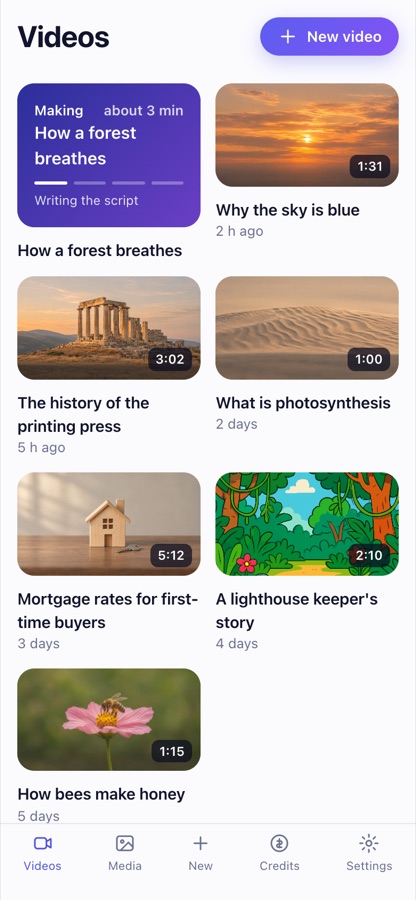 Videos
New video
Making
about 3 min
How a forest
breathes
Writing the script
How a forest breathes
1:31
Why the sky is blue
2 h ago
3:02
The history of the
printing press
5 h ago
1:00
What is photosynthesis
2 days
5:12
Mortgage rates for first-
time buyers
3 days
2:10
A lighthouse keeper's
story
4 days
1:15
How bees make honey
5 days
Videos
Media
New
Credits
Settings